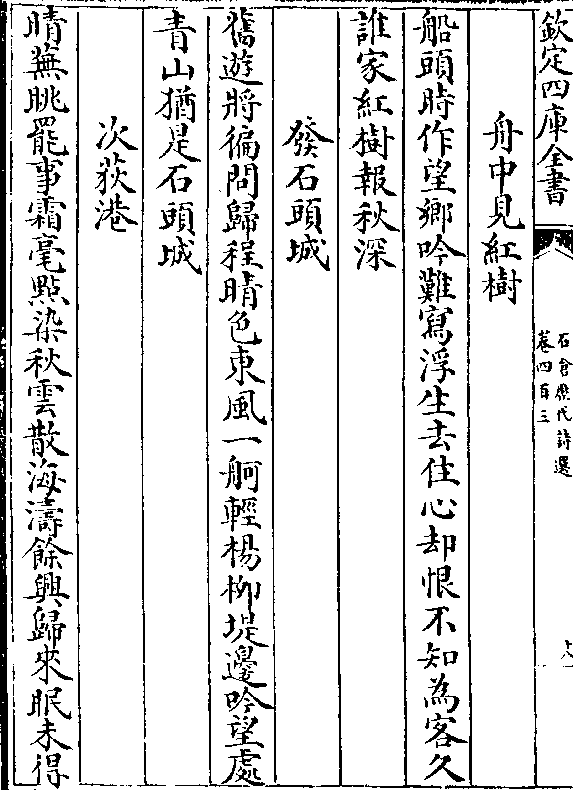 欽定四庫全書
石倉歷代詩選
卷四百三
十八
舟中見紅樹
船頭時作望鄉吟難寫浮生去住心却恨不知為客久
誰家紅樹報秋深
發石頭城
舊遊將徧問歸程晴色東風一舸輕楊柳堤邊吟望處
青山猶是石頭城
次荻港
晴蕪眺罷事霜毫點染秋雲散海濤餘興歸來眠未得